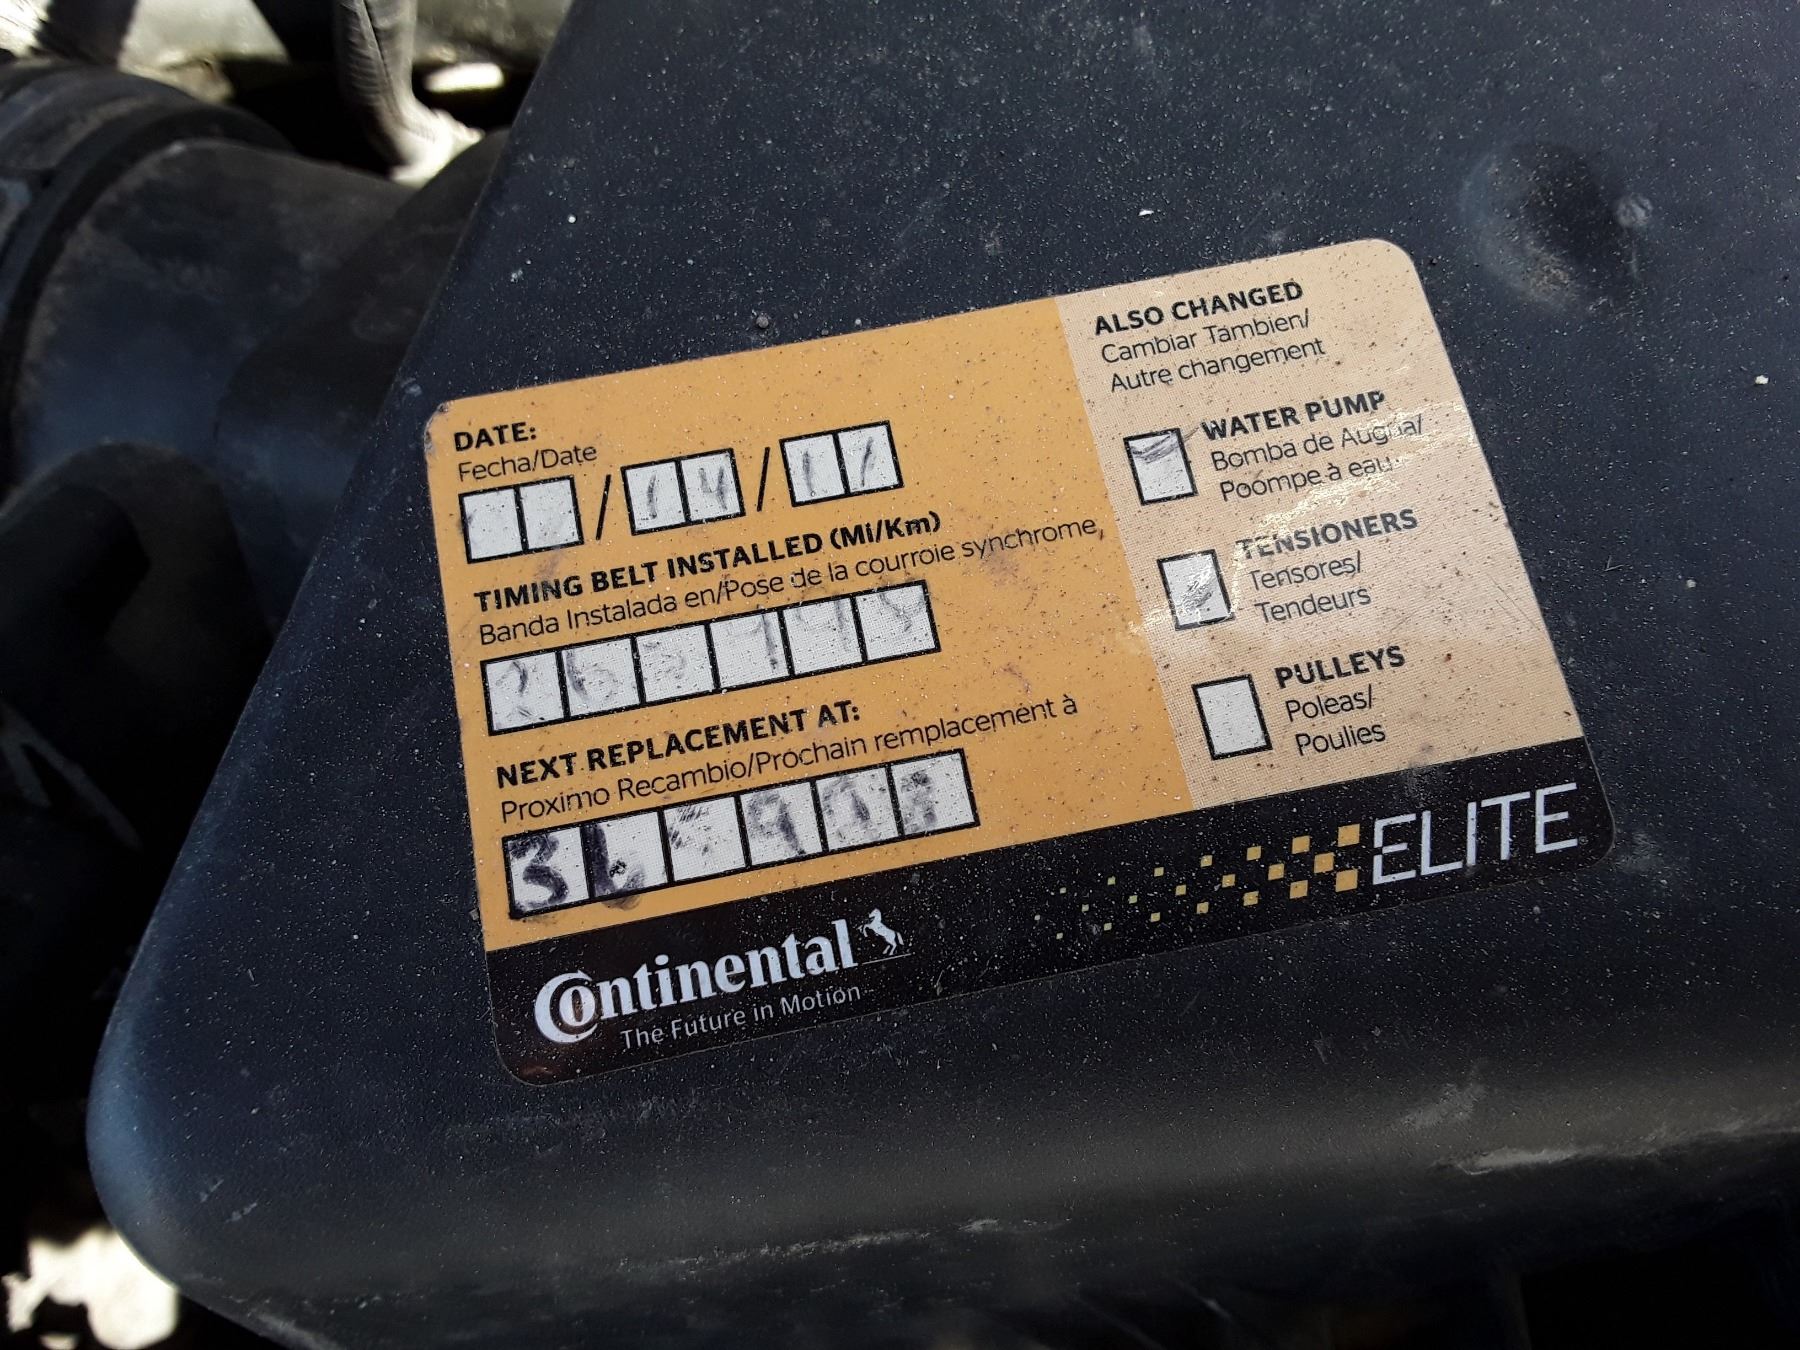 DATE:
Fecha/Date
/ 14 / 17
TIMING BELT INSTALLED (Mi/Km)
Banda Instalada en/Pose de la courroie synchrome
NEXT REPLACEMENT AT:
Proximo Recambio/Prochain remplacement à
ALSO CHANGED
Cambiar Tambien/
Autre changement
WATER PUMP
Bomba de Augua/
Poompe à eau
TENSIONERS
Tensores/
Tendeurs
PULLEYS
Poleas/
Poulies
Continental
The Future in Motion
ELITE